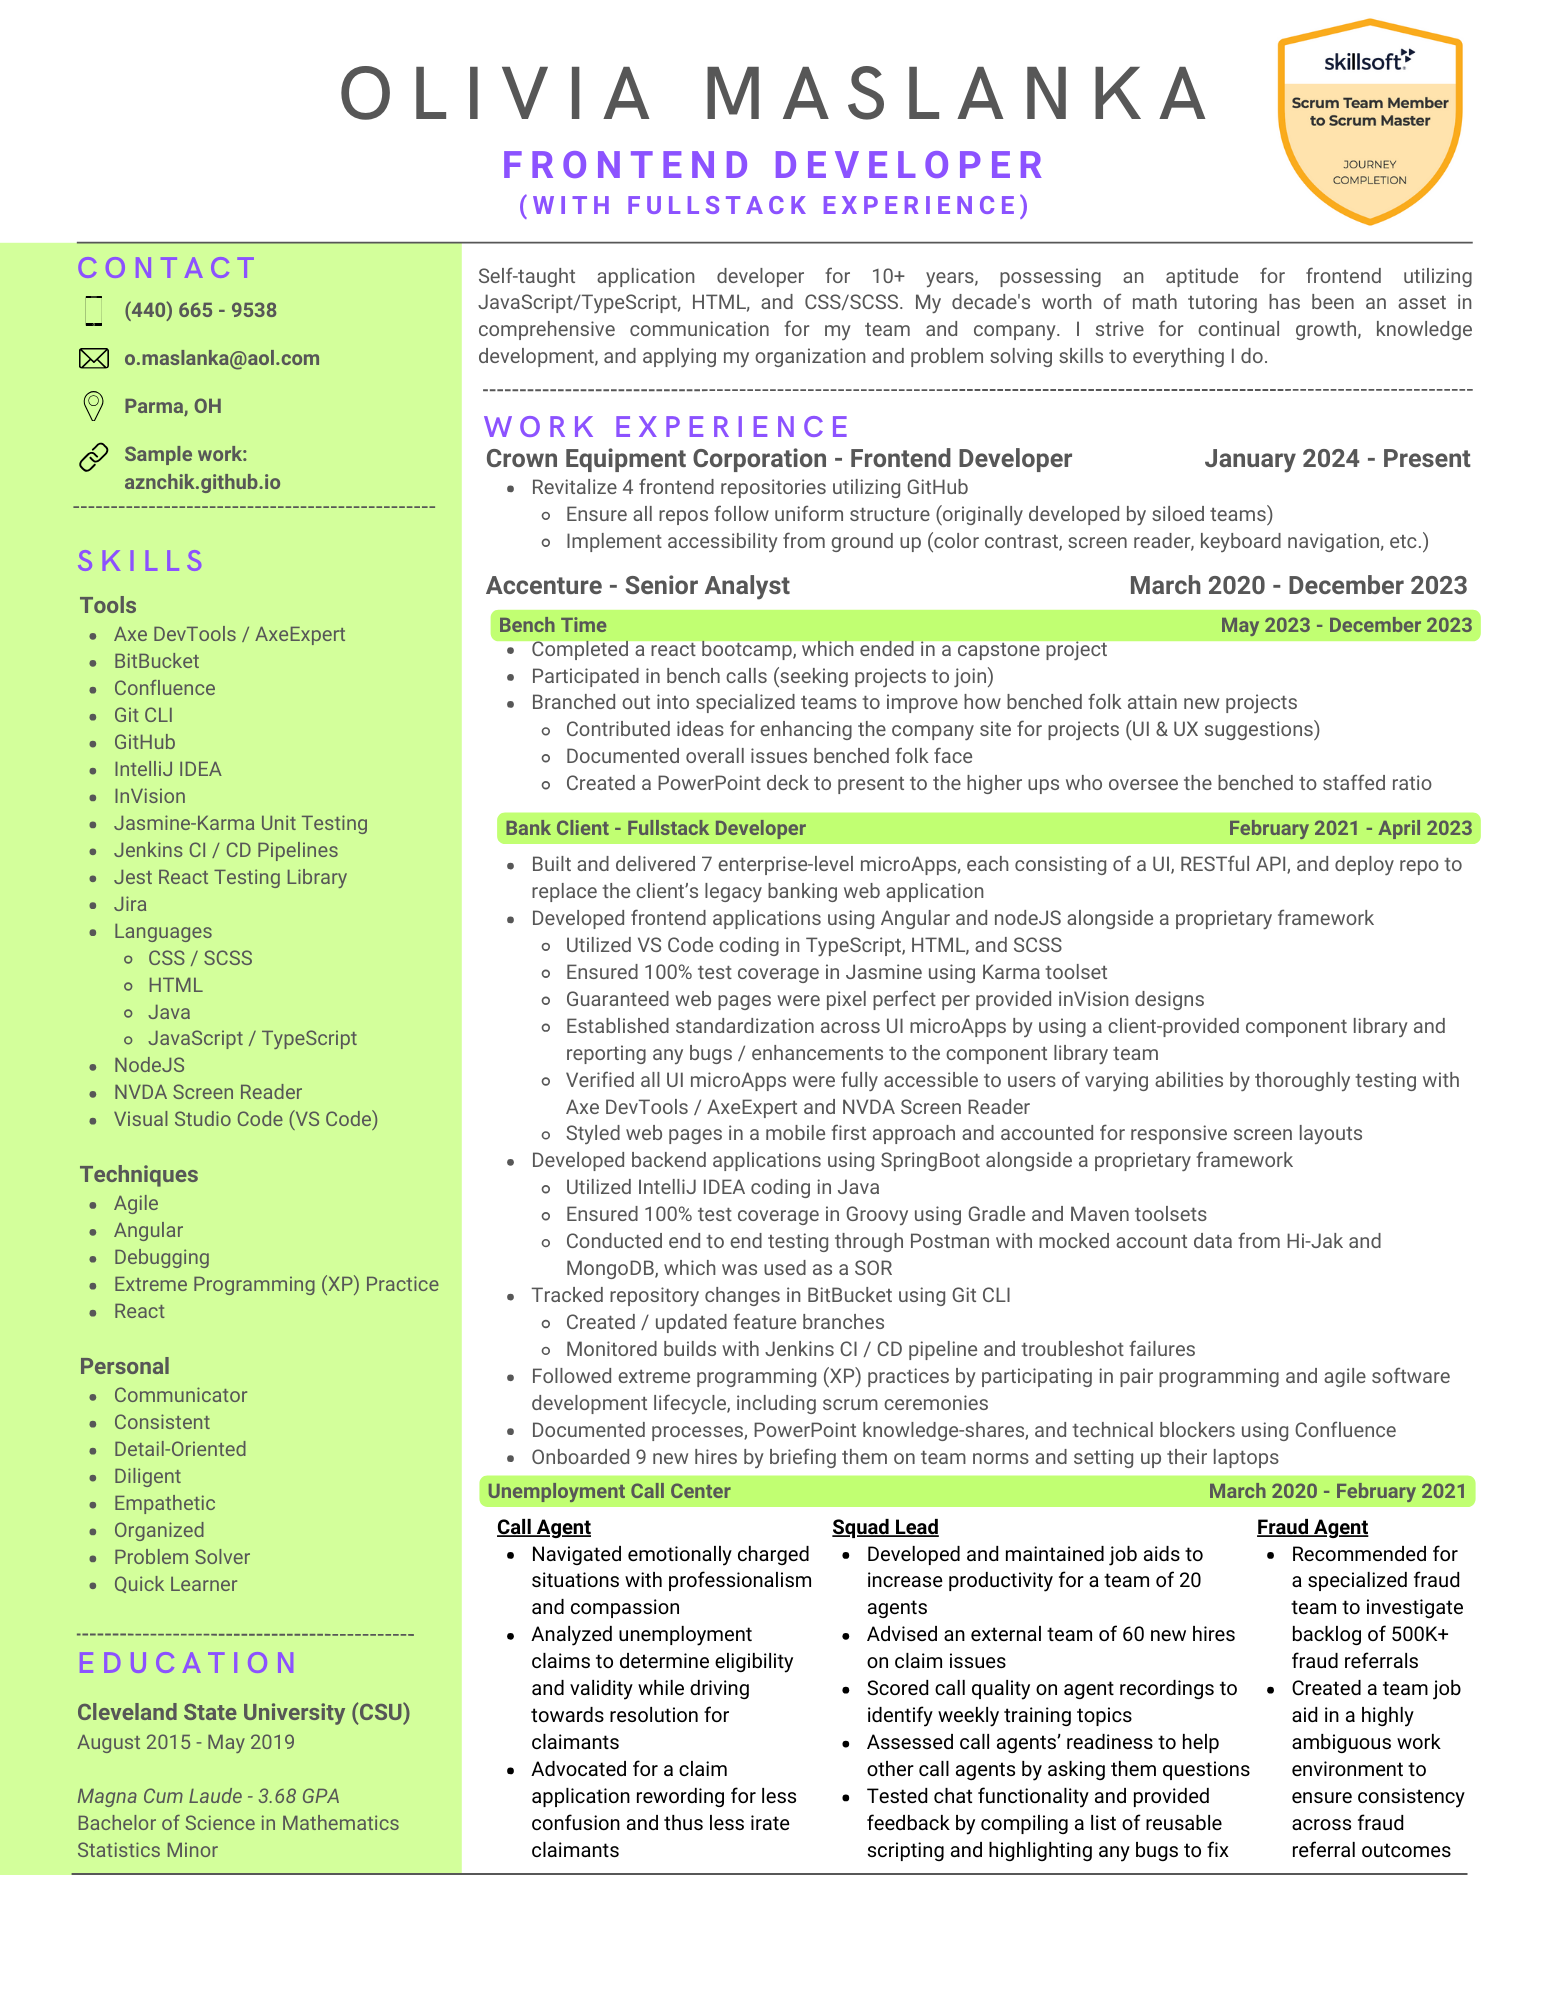 OLIVIA MASLANKA
FRONTEND DEVELOPER
(WITH FULLSTACK EXPERIENCE)
skillsoft
Scrum Team Member
to Scrum Master
JOURNEY
COMPLETION
CONTACT
(440) 665 - 9538
o.maslanka@aol.com
Parma, OH
Sample work:
aznchik.github.io
SKILLS
Tools
Axe DevTools / AxeExpert
BitBucket
Confluence
Git CLI
GitHub
IntelliJ IDEA
InVision
Jasmine-Karma Unit Testing
Jenkins CI / CD Pipelines
Jest React Testing Library
Jira
Languages
CSS / SCSS
HTML
Java
JavaScript / TypeScript
NodeJS
NVDA Screen Reader
Visual Studio Code (VS Code)
Techniques
Agile
Angular
Debugging
Extreme Programming (XP) Practice
React
Personal
Communicator
Consistent
Detail-Oriented
Diligent
Empathetic
Organized
Problem Solver
Quick Learner
EDUCATION
Cleveland State University (CSU)
August 2015 - May 2019
Magna Cum Laude - 3.68 GPA
Bachelor of Science in Mathematics
Statistics Minor
Self-taught application developer for 10+ years, possessing an aptitude for frontend utilizing
JavaScript/TypeScript, HTML, and CSS/SCSS. My decade's worth of math tutoring has been an asset in
comprehensive communication for my team and company. I strive for continual growth, knowledge
development, and applying my organization and problem solving skills to everything I do.
WORK EXPERIENCE
Crown Equipment Corporation - Frontend Developer January 2024 - Present
Revitalize 4 frontend repositories utilizing GitHub
Ensure all repos follow uniform structure (originally developed by siloed teams)
Implement accessibility from ground up (color contrast, screen reader, keyboard navigation, etc.)
Accenture - Senior Analyst March 2020 - December 2023
Bench Time May 2023 - December 2023
Completed a react bootcamp, which ended in a capstone project
Participated in bench calls (seeking projects to join)
Branched out into specialized teams to improve how benched folk attain new projects
Contributed ideas for enhancing the company site for projects (UI & UX suggestions)
Documented overall issues benched folk face
Created a PowerPoint deck to present to the higher ups who oversee the benched to staffed ratio
Bank Client - Fullstack Developer February 2021 - April 2023
Built and delivered 7 enterprise-level microApps, each consisting of a UI, RESTful API, and deploy repo to
replace the client’s legacy banking web application
Developed frontend applications using Angular and nodeJS alongside a proprietary framework
Utilized VS Code coding in TypeScript, HTML, and SCSS
Ensured 100% test coverage in Jasmine using Karma toolset
Guaranteed web pages were pixel perfect per provided inVision designs
Established standardization across UI microApps by using a client-provided component library and
reporting any bugs / enhancements to the component library team
Verified all UI microApps were fully accessible to users of varying abilities by thoroughly testing with
Axe DevTools / AxeExpert and NVDA Screen Reader
Styled web pages in a mobile first approach and accounted for responsive screen layouts
Developed backend applications using SpringBoot alongside a proprietary framework
Utilized IntelliJ IDEA coding in Java
Ensured 100% test coverage in Groovy using Gradle and Maven toolsets
Conducted end to end testing through Postman with mocked account data from Hi-Jak and
MongoDB, which was used as a SOR
Tracked repository changes in BitBucket using Git CLI
Created / updated feature branches
Monitored builds with Jenkins CI / CD pipeline and troubleshot failures
Followed extreme programming (XP) practices by participating in pair programming and agile software
development lifecycle, including scrum ceremonies
Documented processes, PowerPoint knowledge-shares, and technical blockers using Confluence
Onboarded 9 new hires by briefing them on team norms and setting up their laptops
Unemployment Call Center March 2020 - February 2021
Call Agent
Navigated emotionally charged
situations with professionalism
and compassion
Analyzed unemployment
claims to determine eligibility
and validity while driving
towards resolution for
claimants
Advocated for a claim
application rewording for less
confusion and thus less irate
claimants
Squad Lead
Developed and maintained job aids to
increase productivity for a team of 20
agents
Advised an external team of 60 new hires
on claim issues
Scored call quality on agent recordings to
identify weekly training topics
Assessed call agents’ readiness to help
other call agents by asking them questions
Tested chat functionality and provided
feedback by compiling a list of reusable
scripting and highlighting any bugs to fix
Fraud Agent
Recommended for
a specialized fraud
team to investigate
backlog of 500K+
fraud referrals
Created a team job
aid in a highly
ambiguous work
environment to
ensure consistency
across fraud
referral outcomes